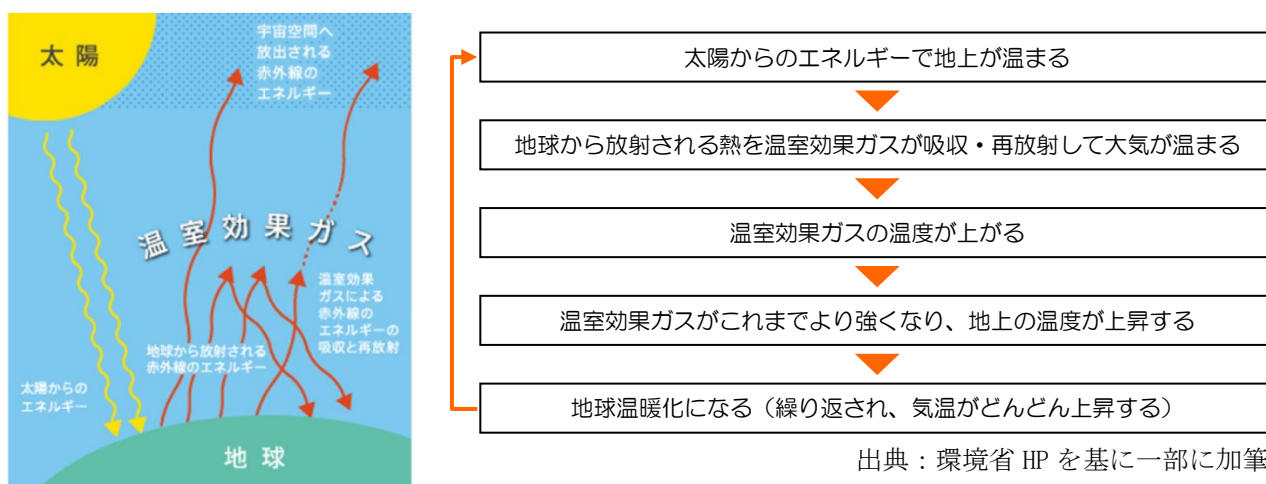 太陽
宇宙空間へ
放出される
赤外線の
エネルギー
温室効果ガス
温室効果
ガスによる
赤外線の
エネルギーの
吸収と再放射
地球から放射される
赤外線のエネルギー
太陽からの
エネルギー
地球
太陽からのエネルギーで地上が温まる
地球から放射される熱を温室効果ガスが吸収・再放射して大気が温まる
温室効果ガスの温度が上がる
温室効果ガスがこれまでより強くなり、地上の温度が上昇する
地球温暖化になる（繰り返され、気温がどんどん上昇する）
出典：環境省 HP を基に一部に加筆